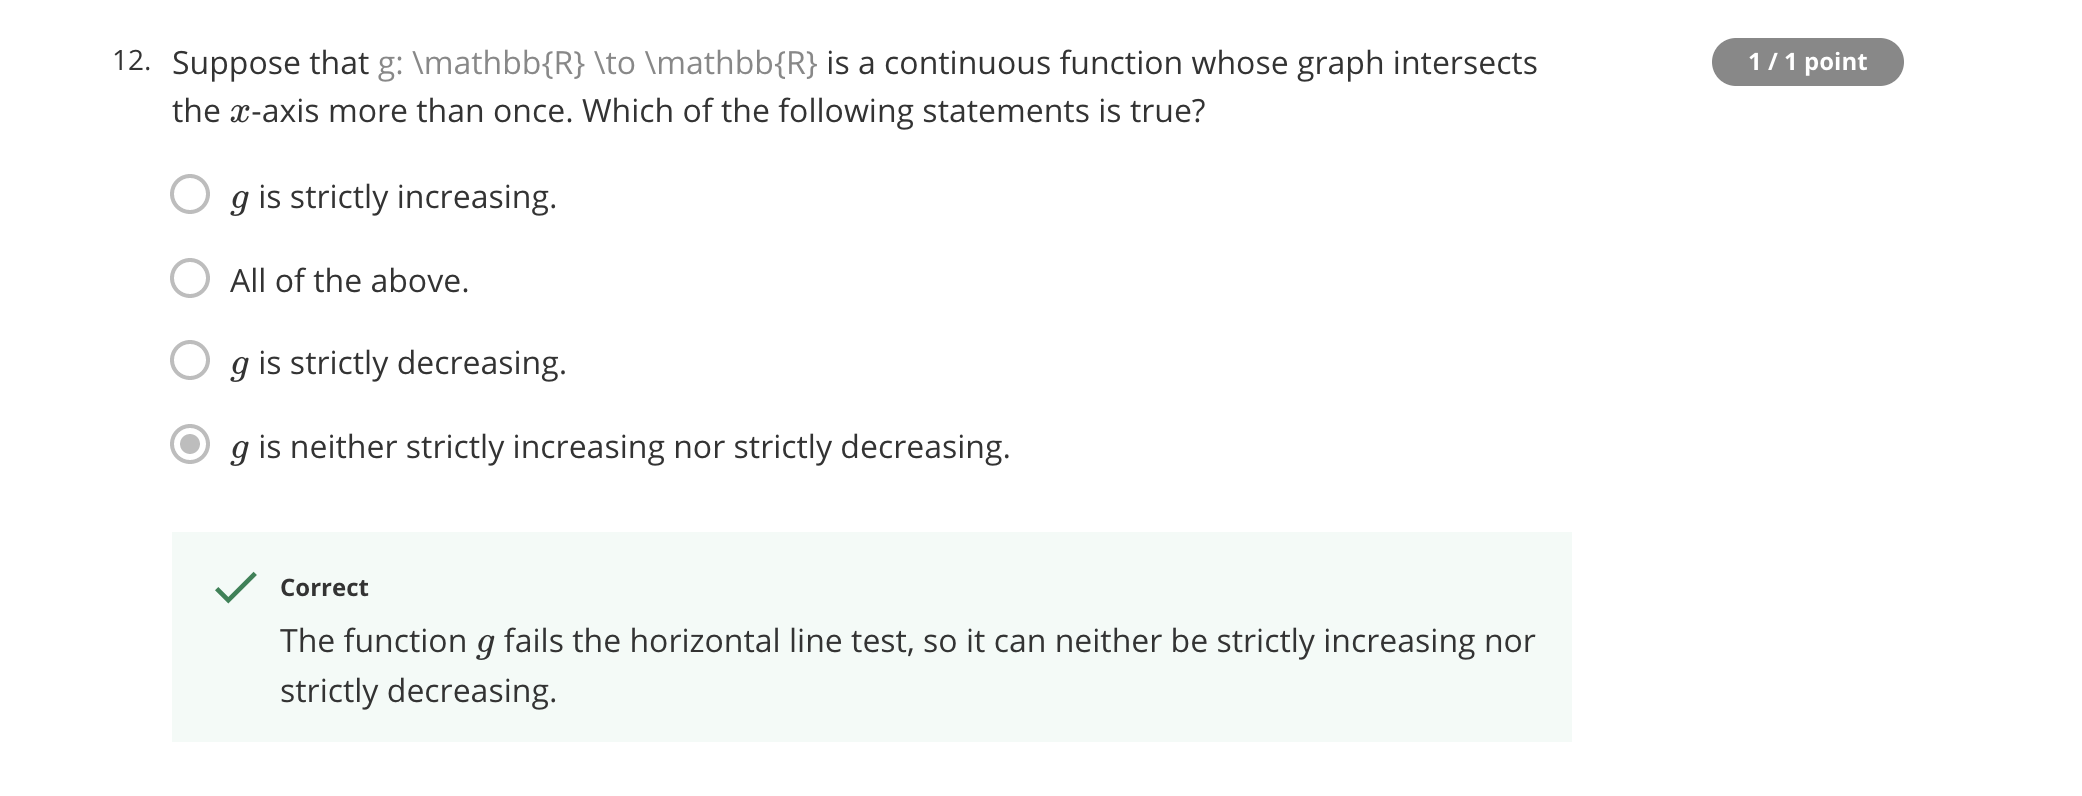 12. Suppose that g: \mathbb{R} \to \mathbb{R} is a continuous function whose graph intersects
1 / 1 point
the x-axis more than once. Which of the following statements is true?
g is strictly increasing.
All of the above.
g is strictly decreasing.
g is neither strictly increasing nor strictly decreasing.
Correct
The function g fails the horizontal line test, so it can neither be strictly increasing nor
strictly decreasing.